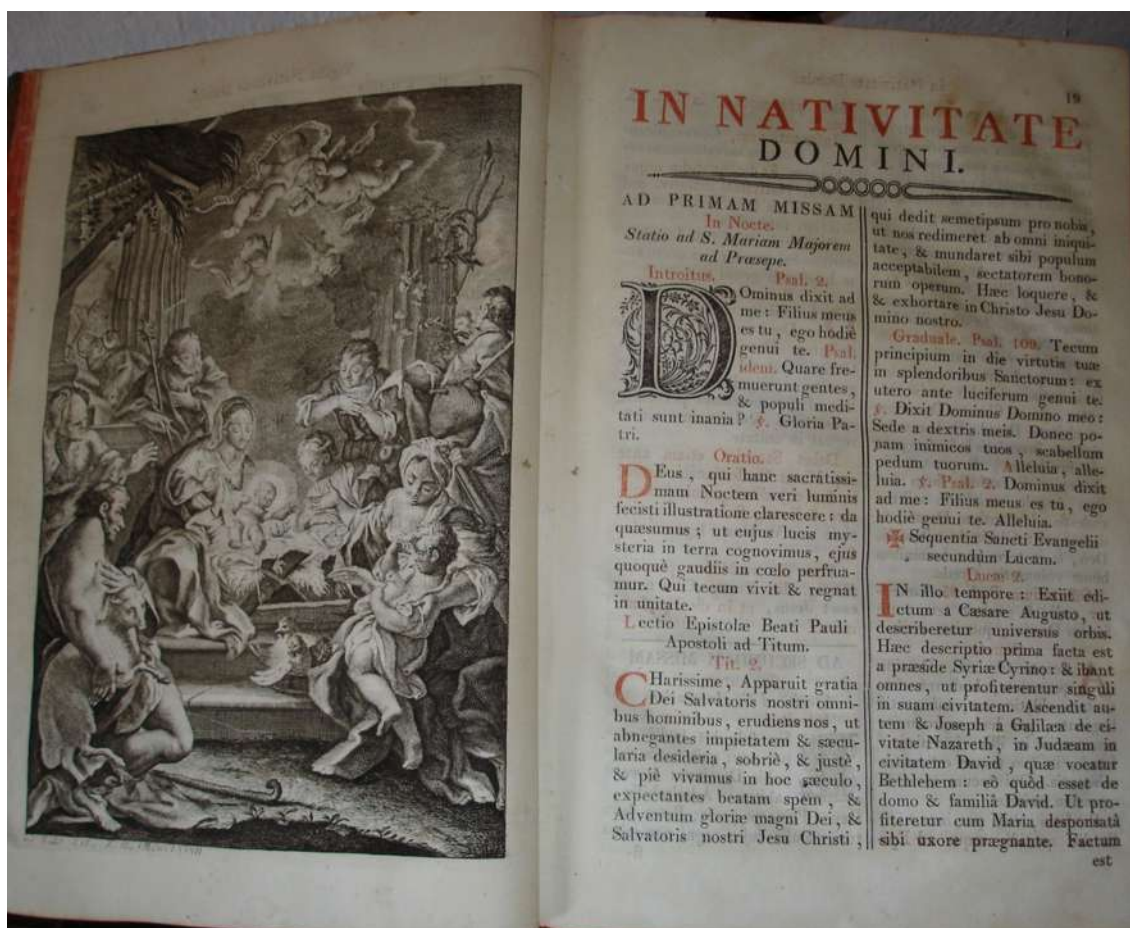 19
IN NATIVITATE
DOMINI.
AD PRIMAM MISSAM
In Nocte.
Statio ad S. Mariam Majorem
ad Præsepe.
Introitus. Psal. 2.
DOminus dixit ad
me : Filius meus
es tu , ego hodiè
genui te. Psal.
idem. Quare fre-
muerunt gentes ,
& populi medi-
tati sunt inania ? ℣. Gloria Pa-
tri.
Oratio.
DEus , qui hanc sacratissi-
mam Noctem veri luminis
fecisti illustratione clarescere : da
quæsumus ; ut cujus lucis my-
steria in terra cognovimus , ejus
quoquè gaudiis in cœlo perfrua-
mur. Qui tecum vivit & regnat
in unitate.
Lectio Epistolæ Beati Pauli
Apostoli ad Titum.
Tit. 2.
CHarissime , Apparuit gratia
Dei Salvatoris nostri omni-
bus hominibus , erudiens nos , ut
abnegantes impietatem & sæcu-
laria desideria , sobriè , & justè ,
& piè vivamus in hoc sæculo ,
expectantes beatam spem , &
Adventum gloriæ magni Dei , &
Salvatoris nostri Jesu Christi ,
qui dedit semetipsum pro nobis ,
ut nos redimeret ab omni iniqui-
tate , & mundaret sibi populum
acceptabilem , sectatorem bono-
rum operum. Hæc loquere , &
& exhortare in Christo Jesu Do-
mino nostro.
Graduale. Psal. 109. Tecum
principium in die virtutis tuæ
in splendoribus Sanctorum : ex
utero ante luciferum genui te.
℣. Dixit Dominus Domno meo :
Sede a dextris meis. Donec po-
nam inimicos tuos , scabellum
pedum tuorum. Alleluia , alle-
luia. ℣. Psal. 2. Dominus dixit
ad me : Filius meus es tu , ego
hodiè genui te. Alleluia.
✠ Sequentia Sancti Evangelii
secundùm Lucam.
Lucæ 2.
IN illo tempore : Exiit edi-
ctum a Cæsare Augusto , ut
describeretur universus orbis.
Hæc descriptio prima facta est
a præside Syriæ Cyrino : & ibant
omnes , ut profiterentur singuli
in suam civitatem. Ascendit au-
tem & Joseph a Galilæa de ci-
vitate Nazareth , in Judæam in
civitatem David , quæ vocatur
Bethlehem : eò quòd esset de
domo & familiâ David. Ut pro-
fiteretur cum Maria desponsatâ
sibi uxore prægnante. Factum
est